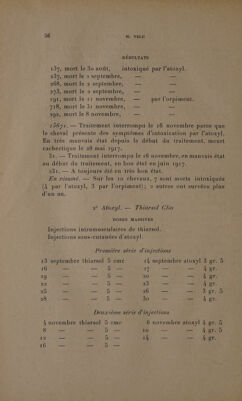 56 H. VELU
RÉSULTATS
137, mort le 30 août, intoxiqué par l'atoxyl.
237, mort le 1 septembre, — —
268, mort le 2 septembre, — —
273, mort le 2 septembre, — —
191, mort le 11 novembre, — par l'orpiment.
717, mort le 31 novembre, — —
792, mort le 8 novembre, — —
15671. — Traitement interrompu le 16 novembre parce que
le cheval présente des symptômes d'intoxication par l'atoxyl.
En très mauvais état depuis le début du traitement, meurt
cachectique le 28 mai 1917.
31. — Traitement interrompu le 16 novembre, en mauvais état
au début du traitement, en bon état en juin 1917.
231. — A toujours été en très bon état.
En résumé. — Sur les 10 chevaux, 7 sont morts intoxiqués
(4 par l'atoxyl, 3 par l'orpiment); 2 autres ont survécu plus
d'un an.
2° Atoxyl. — Thiarsol Clin
DOSES MASSIVES
Injections intramusculaires de thiarsol.
Injections sous-cutanées d'atoxyl.
Première série d'injections
13 septembre thiarsol 5 cmc 14 septembre atoxyl 3 gr. 5
16 — — 5 — 17 — — 4 gr.
19 — — 5 — 20 — — 4 gr.
22 — — 5 — 23 — — 4 gr.
25 — — 5 — 26 — — 3 gr. 5
28 — — 5 — 30 — — 4 gr.
Deuxième série d'injections
4 novembre thiarsol 5 cmc 6 novembre atoxyl 4 gr. 5
8 — — 5 — 10 — — 4 gr.
12 — — 5 — 14 — — 4 gr.
16 — — 5 —